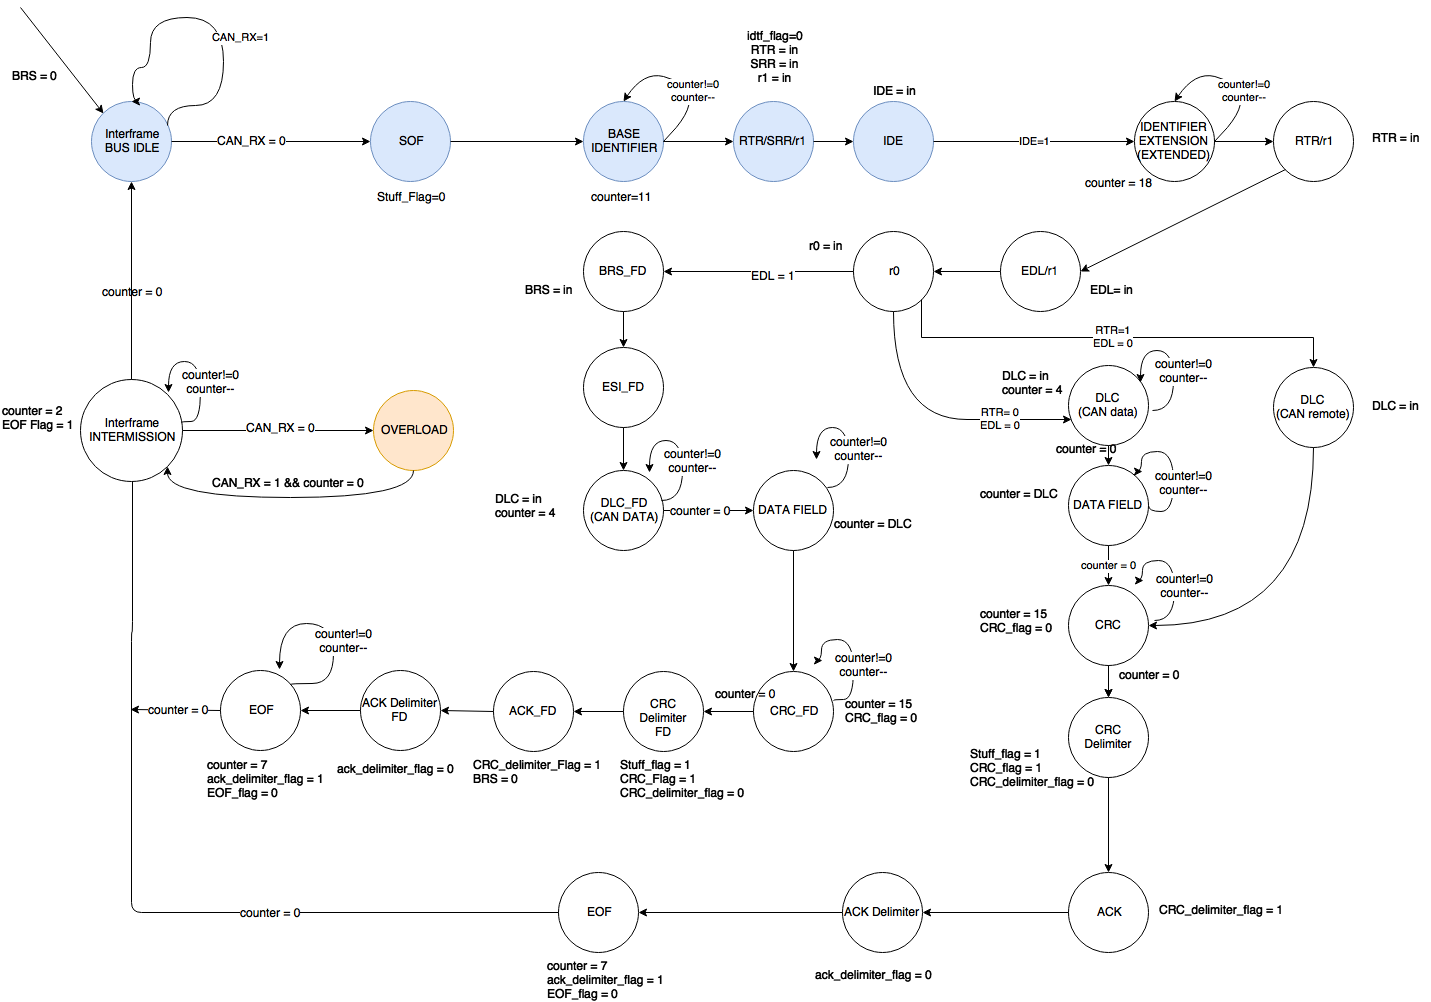 BRS = 0
CAN_RX=1
Interframe
BUS IDLE
CAN_RX = 0
SOF
Stuff_Flag=0
BASE
IDENTIFIER
counter=11
counter!=0
counter--
idtf_flag=0
RTR = in
SRR = in
r1 = in
RTR/SRR/r1
IDE = in
IDE
IDE=1
IDENTIFIER
EXTENSION
(EXTENDED)
counter = 18
counter!=0
counter--
RTR/r1
RTR = in
EDL/r1
EDL= in
r0 = in
r0
EDL = 1
BRS_FD
BRS = in
RTR=1
EDL = 0
counter = 0
ESI_FD
DLC = in
counter = 4
DLC
(CAN data)
counter!=0
counter--
RTR= 0
EDL = 0
DLC
(CAN remote)
DLC = in
counter = 2
EOF Flag = 1
Interframe
INTERMISSION
counter!=0
counter--
CAN_RX = 0
OVERLOAD
CAN_RX = 1 && counter = 0
counter = 0
DLC = in
counter = 4
DLC_FD
(CAN DATA)
counter!=0
counter--
counter = 0
DATA FIELD
counter!=0
counter--
counter = DLC
counter = DLC
DATA FIELD
counter!=0
counter--
counter = 0
counter = 15
CRC_flag = 0
CRC
counter!=0
counter--
counter = 0
counter = 0
EOF
counter!=0
counter--
counter = 7
ack_delimiter_flag = 1
EOF_flag = 0
ACK Delimiter
FD
ack_delimiter_flag = 0
ACK_FD
CRC_delimiter_Flag = 1
BRS = 0
CRC
Delimiter
FD
Stuff_flag = 1
CRC_Flag = 1
CRC_delimiter_flag = 0
counter = 0
CRC_FD
counter!=0
counter--
counter = 15
CRC_flag = 0
CRC
Delimiter
Stuff_flag = 1
CRC_flag = 1
CRC_delimiter_flag = 0
counter = 0
EOF
counter = 7
ack_delimiter_flag = 1
EOF_flag = 0
ACK Delimiter
ack_delimiter_flag = 0
ACK
CRC_delimiter_flag = 1